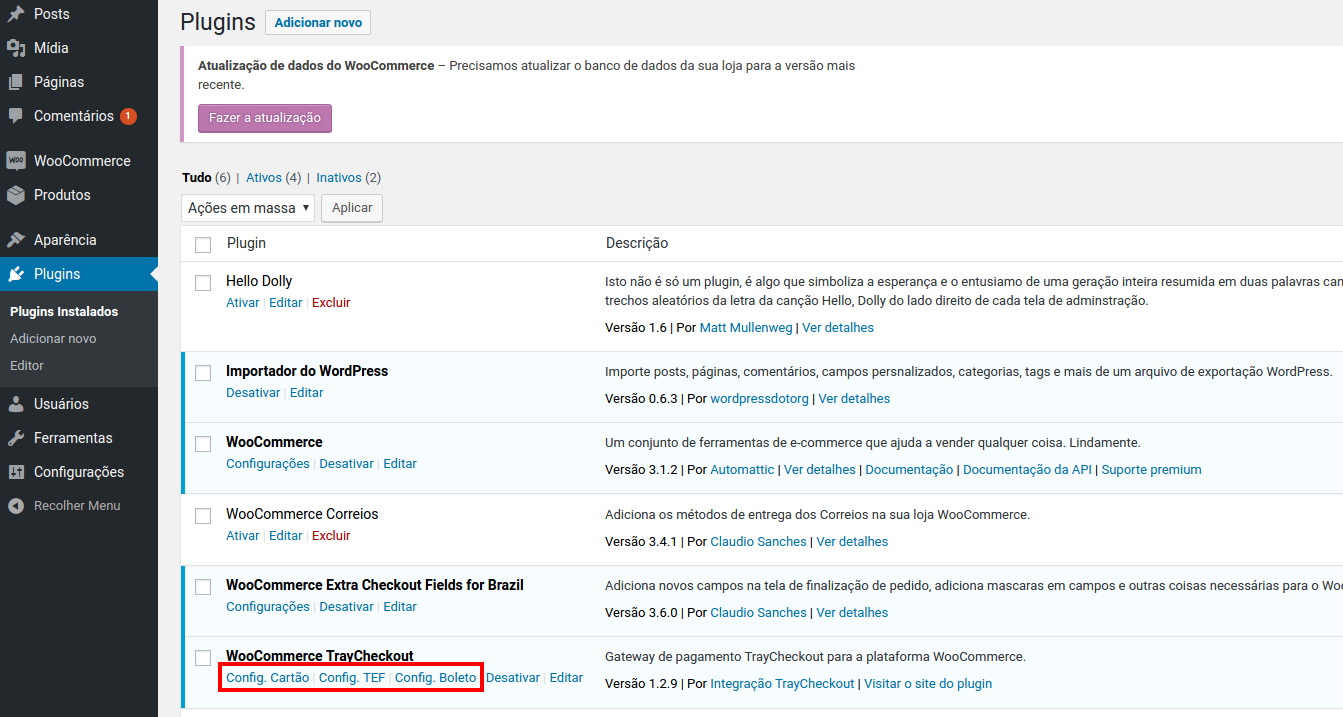 Posts
Mídia
Páginas
Comentários 1
WOO WooCommerce
Produtos
Aparência
Plugins
Plugins Instalados
Adicionar novo
Editor
Usuários
Ferramentas
Configurações
Recolher Menu
Plugins Adicionar novo
Atualização de dados do WooCommerce – Precisamos atualizar o banco de dados da sua loja para a versão mais
recente.
Fazer a atualização
Tudo (6) | Ativos (4) | Inativos (2)
Ações em massa Aplicar
Plugin Descrição
Hello Dolly
Ativar | Editar | Excluir
Isto não é só um plugin, é algo que simboliza a esperança e o entusiamo de uma geração inteira resumida em duas palavras can
trechos aleatórios da letra da canção Hello, Dolly do lado direito de cada tela de adminstração.
Versão 1.6 | Por Matt Mullenweg | Ver detalhes
Importador do WordPress
Desativar | Editar
Importe posts, páginas, comentários, campos persnalizados, categorias, tags e mais de um arquivo de exportação WordPress.
Versão 0.6.3 | Por wordpressdotorg | Ver detalhes
WooCommerce
Configurações | Desativar | Editar
Um conjunto de ferramentas de e-commerce que ajuda a vender qualquer coisa. Lindamente.
Versão 3.1.2 | Por Automattic | Ver detalhes | Documentação | Documentação da API | Suporte premium
WooCommerce Correios
Ativar | Editar | Excluir
Adiciona os métodos de entrega dos Correios na sua loja WooCommerce.
Versão 3.4.1 | Por Claudio Sanches | Ver detalhes
WooCommerce Extra Checkout Fields for Brazil
Configurações | Desativar | Editar
Adiciona novos campos na tela de finalização de pedido, adiciona mascaras em campos e outras coisas necessárias para o Woo
Versão 3.6.0 | Por Claudio Sanches | Ver detalhes
WooCommerce TrayCheckout
Config. Cartão | Config. TEF | Config. Boleto Desativar | Editar
Gateway de pagamento TrayCheckout para a plataforma WooCommerce.
Versão 1.2.9 | Por Integração TrayCheckout | Visitar o site do plugin